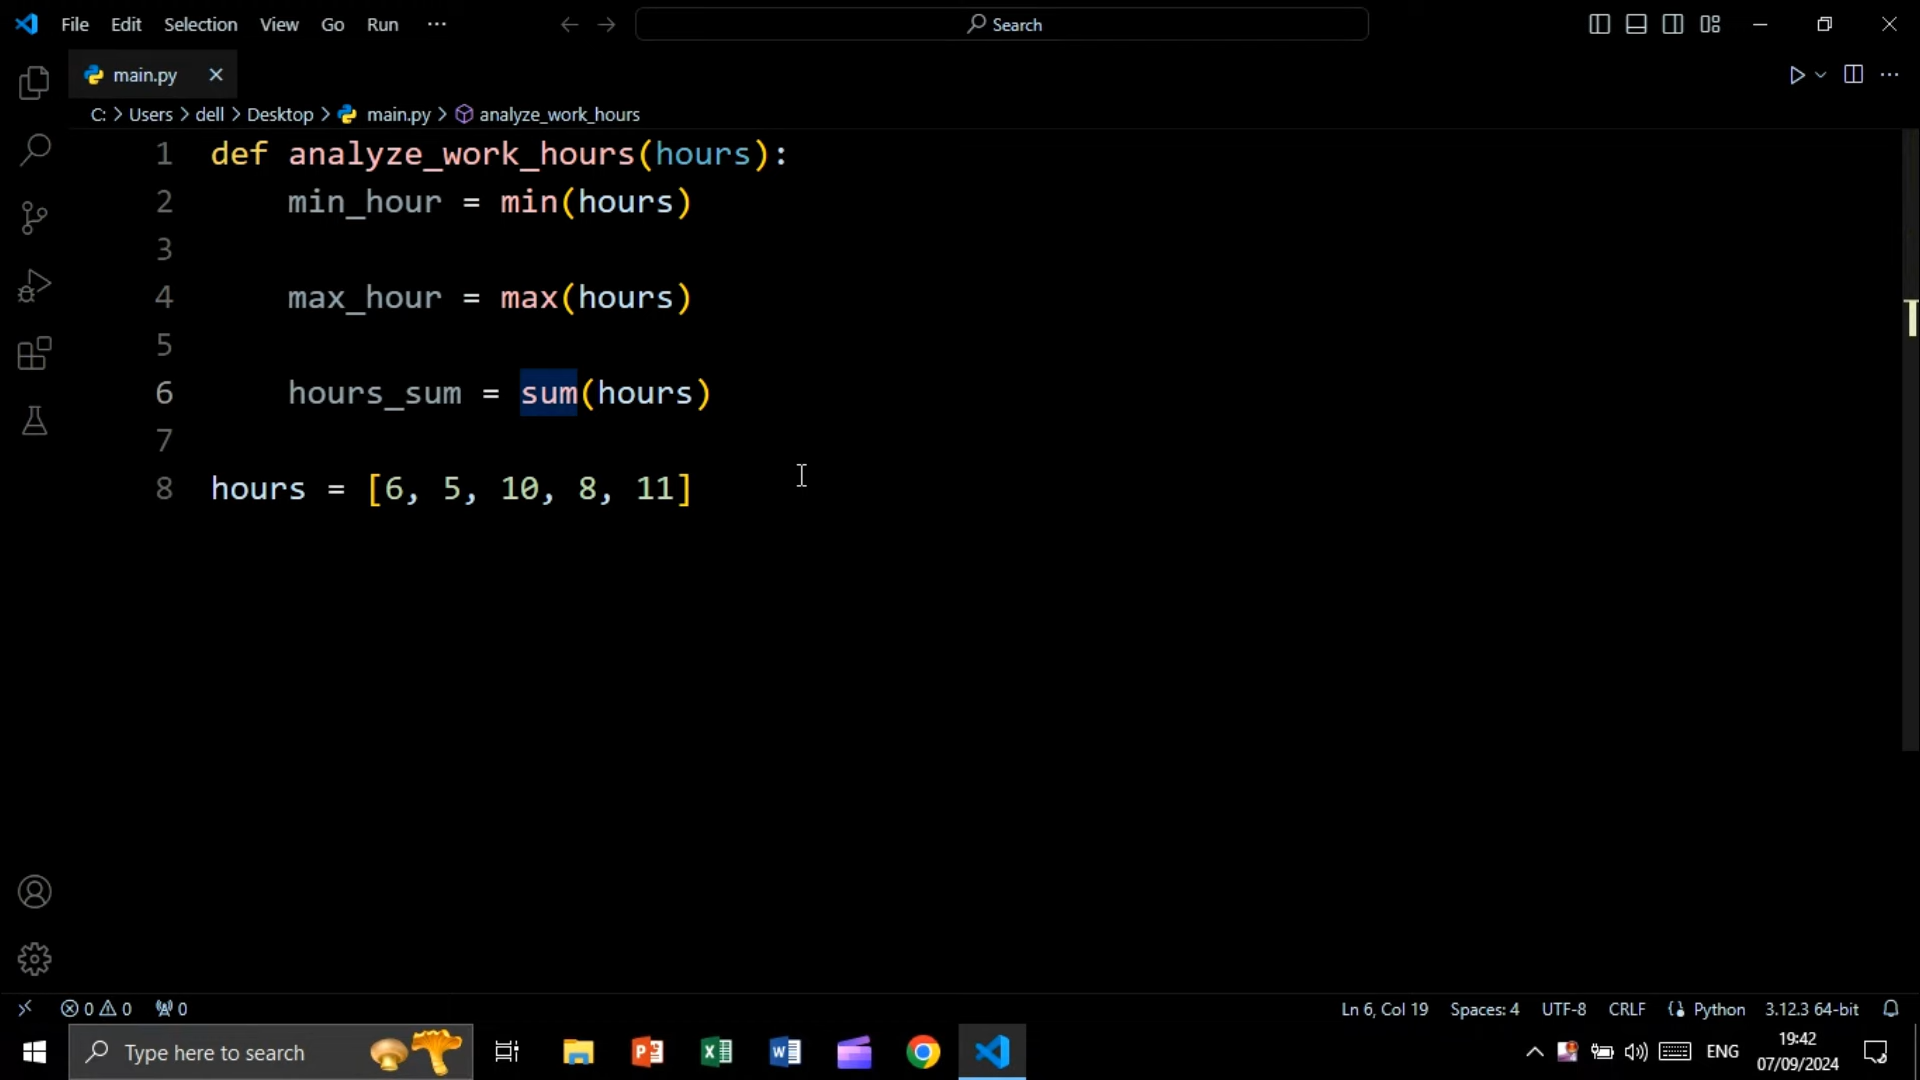 File Edit Selection View Go Run ··· Search
main.py
C: > Users > dell > Desktop > main.py > analyze_work_hours
1 def analyze_work_hours(hours):
2     min_hour = min(hours)
3
4     max_hour = max(hours)
5
6     hours_sum = sum(hours)
7
8 hours = [6, 5, 10, 8, 11]
0 0 0 Ln 6, Col 19 Spaces: 4 UTF-8 CRLF Python 3.12.3 64-bit
Type here to search ENG 19:42
07/09/2024